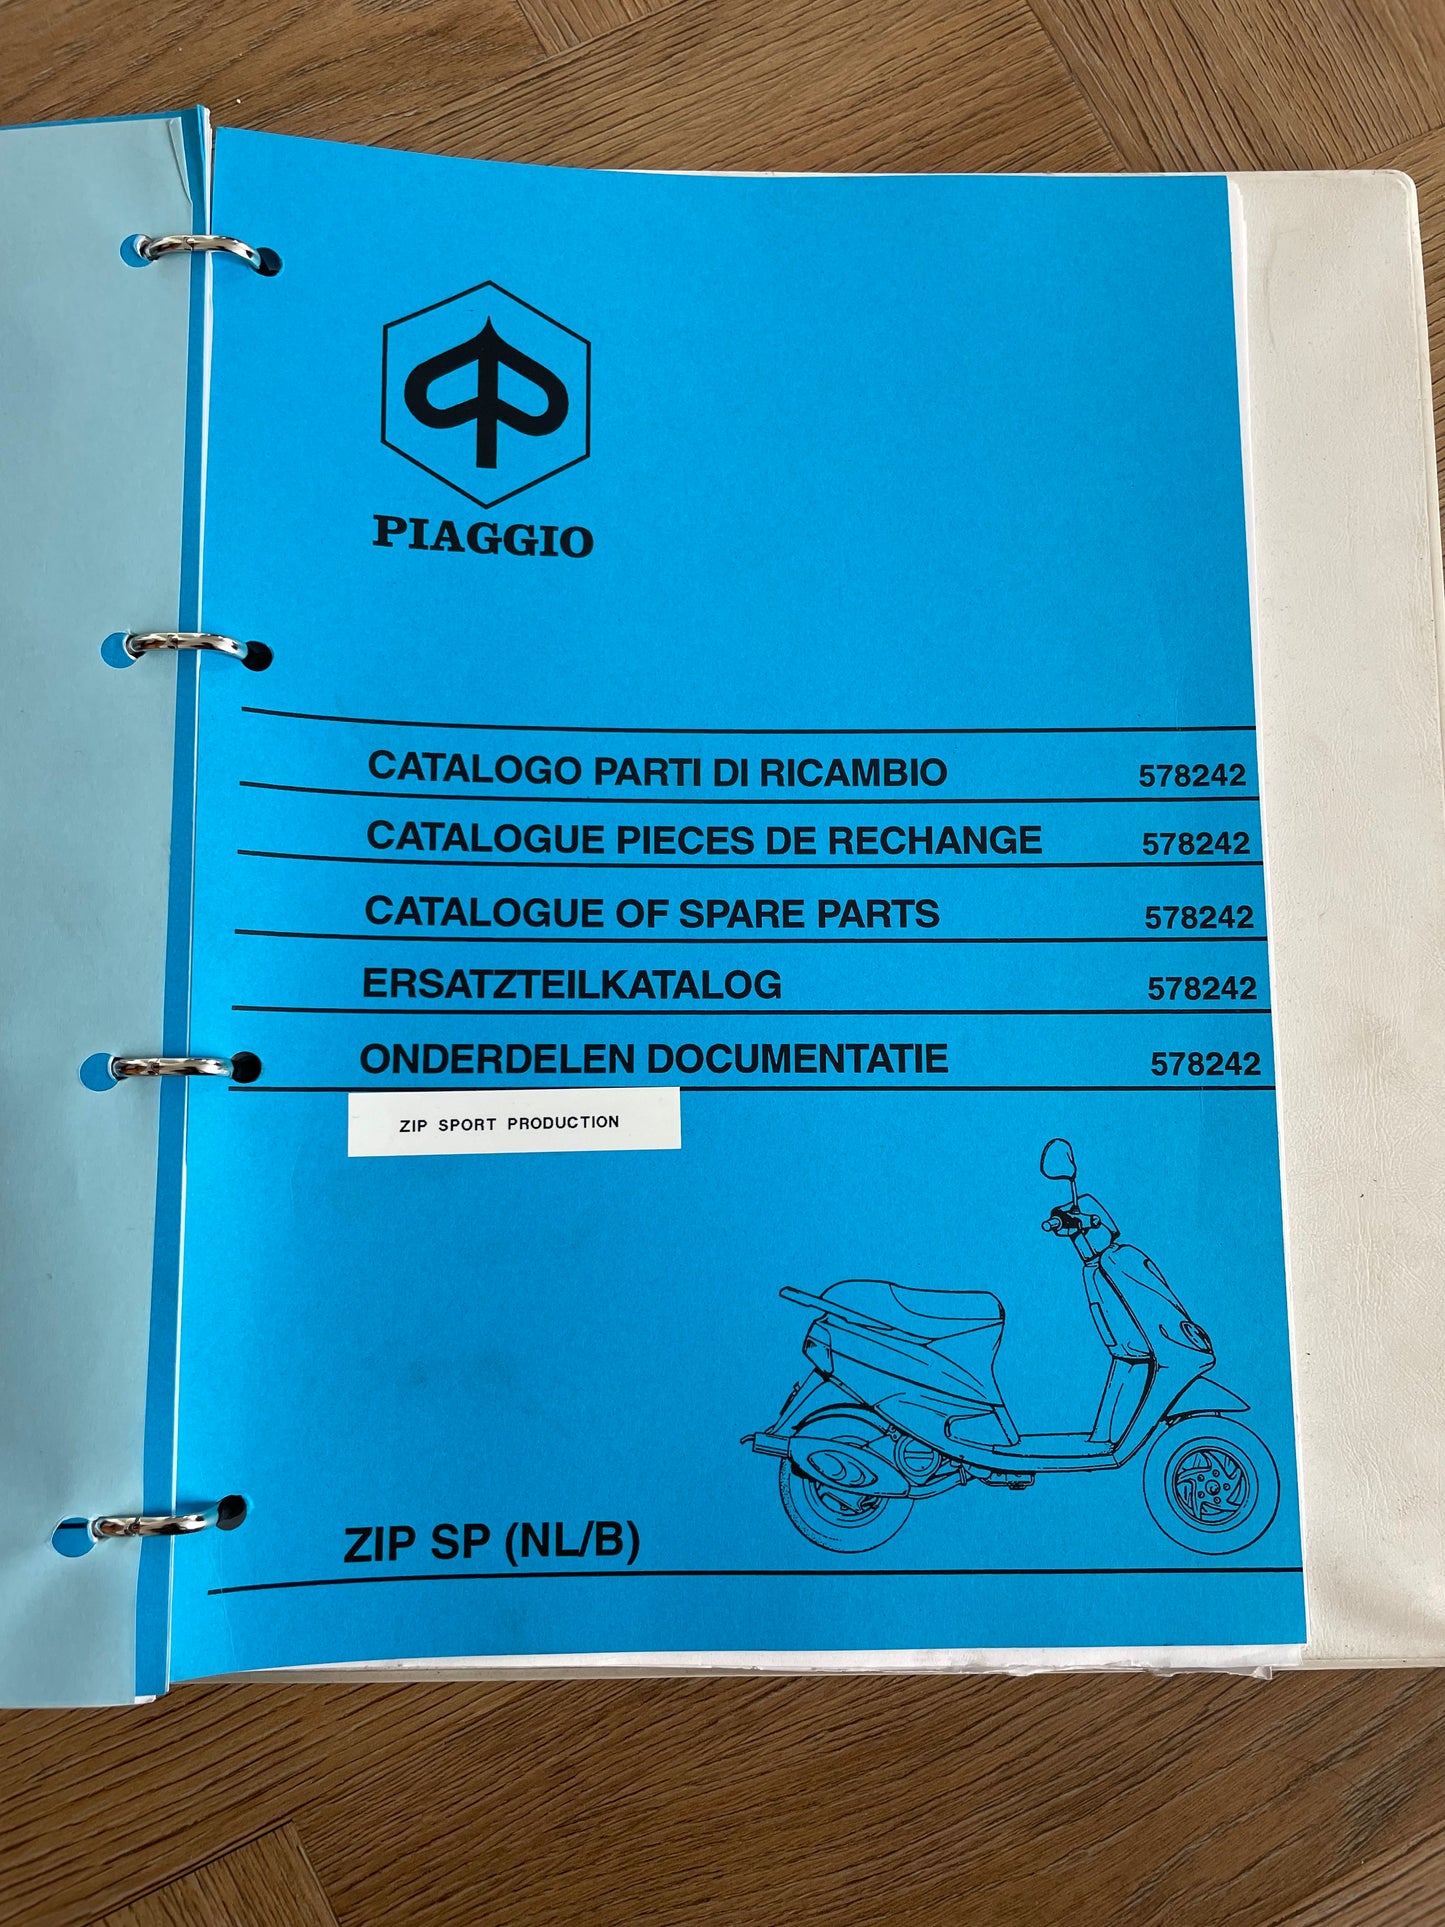 PIAGGIO
CATALOGO PARTI DI RICAMBIO 578242
CATALOGUE PIECES DE RECHANGE 578242
CATALOGUE OF SPARE PARTS 578242
ERSATZTEILKATALOG 578242
ONDERDELEN DOCUMENTATIE 578242
ZIP SPORT PRODUCTION
ZIP SP (NL/B)